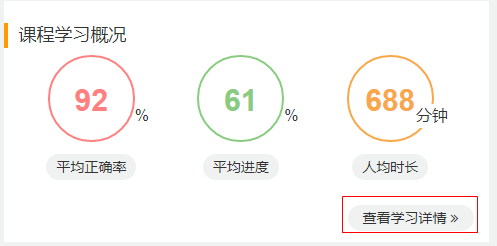 课程学习概况
92 % 61 % 688 分钟
平均正确率 平均进度 人均时长
查看学习详情 »